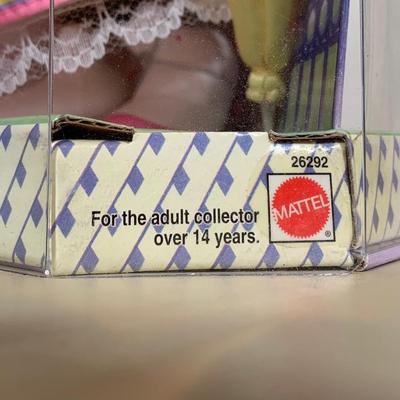 26292
For the adult collector
over 14 years.
MATTEL
®